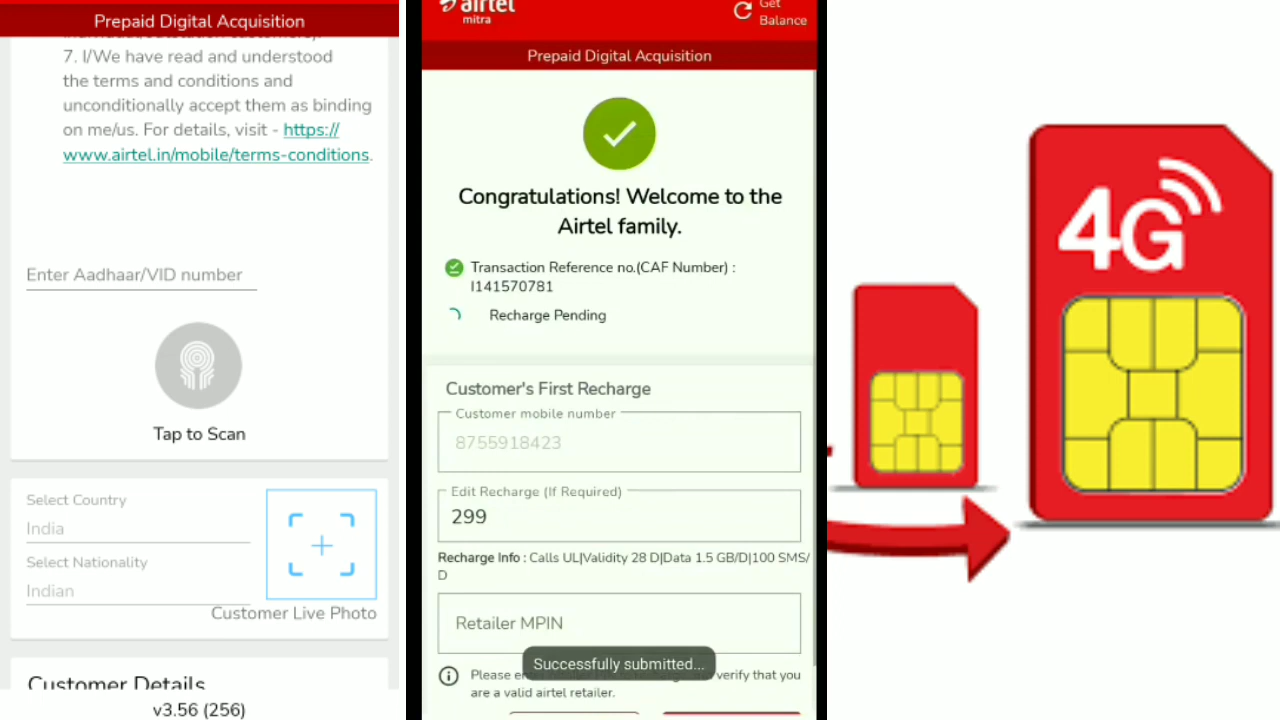 Prepaid Digital Acquisition
7. I/We have read and understood
the terms and conditions and
unconditionally accept them as binding
on me/us. For details, visit - https://
www.airtel.in/mobile/terms-conditions.
Enter Aadhaar/VID number
Tap to Scan
Select Country
India
Select Nationality
Indian
Customer Live Photo
Customer Details
v3.56 (256)
airtel
mitra
Get
Balance
Prepaid Digital Acquisition
Congratulations! Welcome to the
Airtel family.
Transaction Reference no.(CAF Number) :
I141570781
Recharge Pending
Customer's First Recharge
Customer mobile number
8755918423
Edit Recharge (If Required)
299
Recharge Info : Calls UL|Validity 28 D|Data 1.5 GB/D|100 SMS/
D
Retailer MPIN
Successfully submitted...
Please verify that you
are a valid airtel retailer.
4G